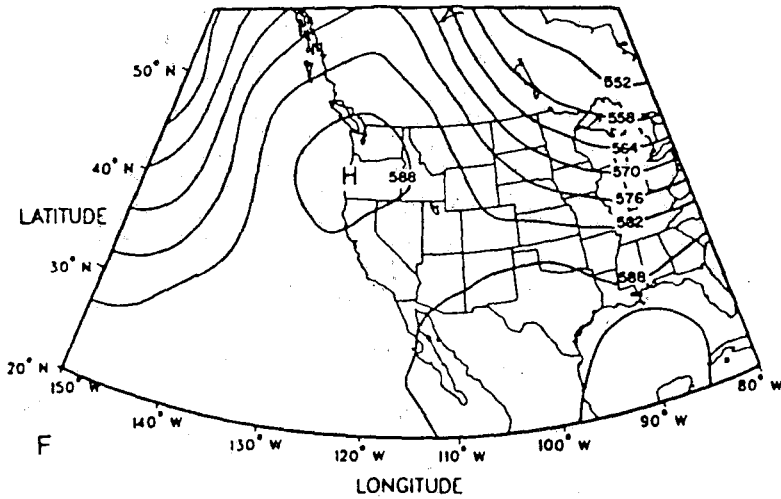 50° N
552
558
40° N
564
H
588
570
576
LATITUDE
582
30° N
588
20° N
150° W
80° W
140° W
90° W
130° W
100° W
F
120° W
110° W
LONGITUDE